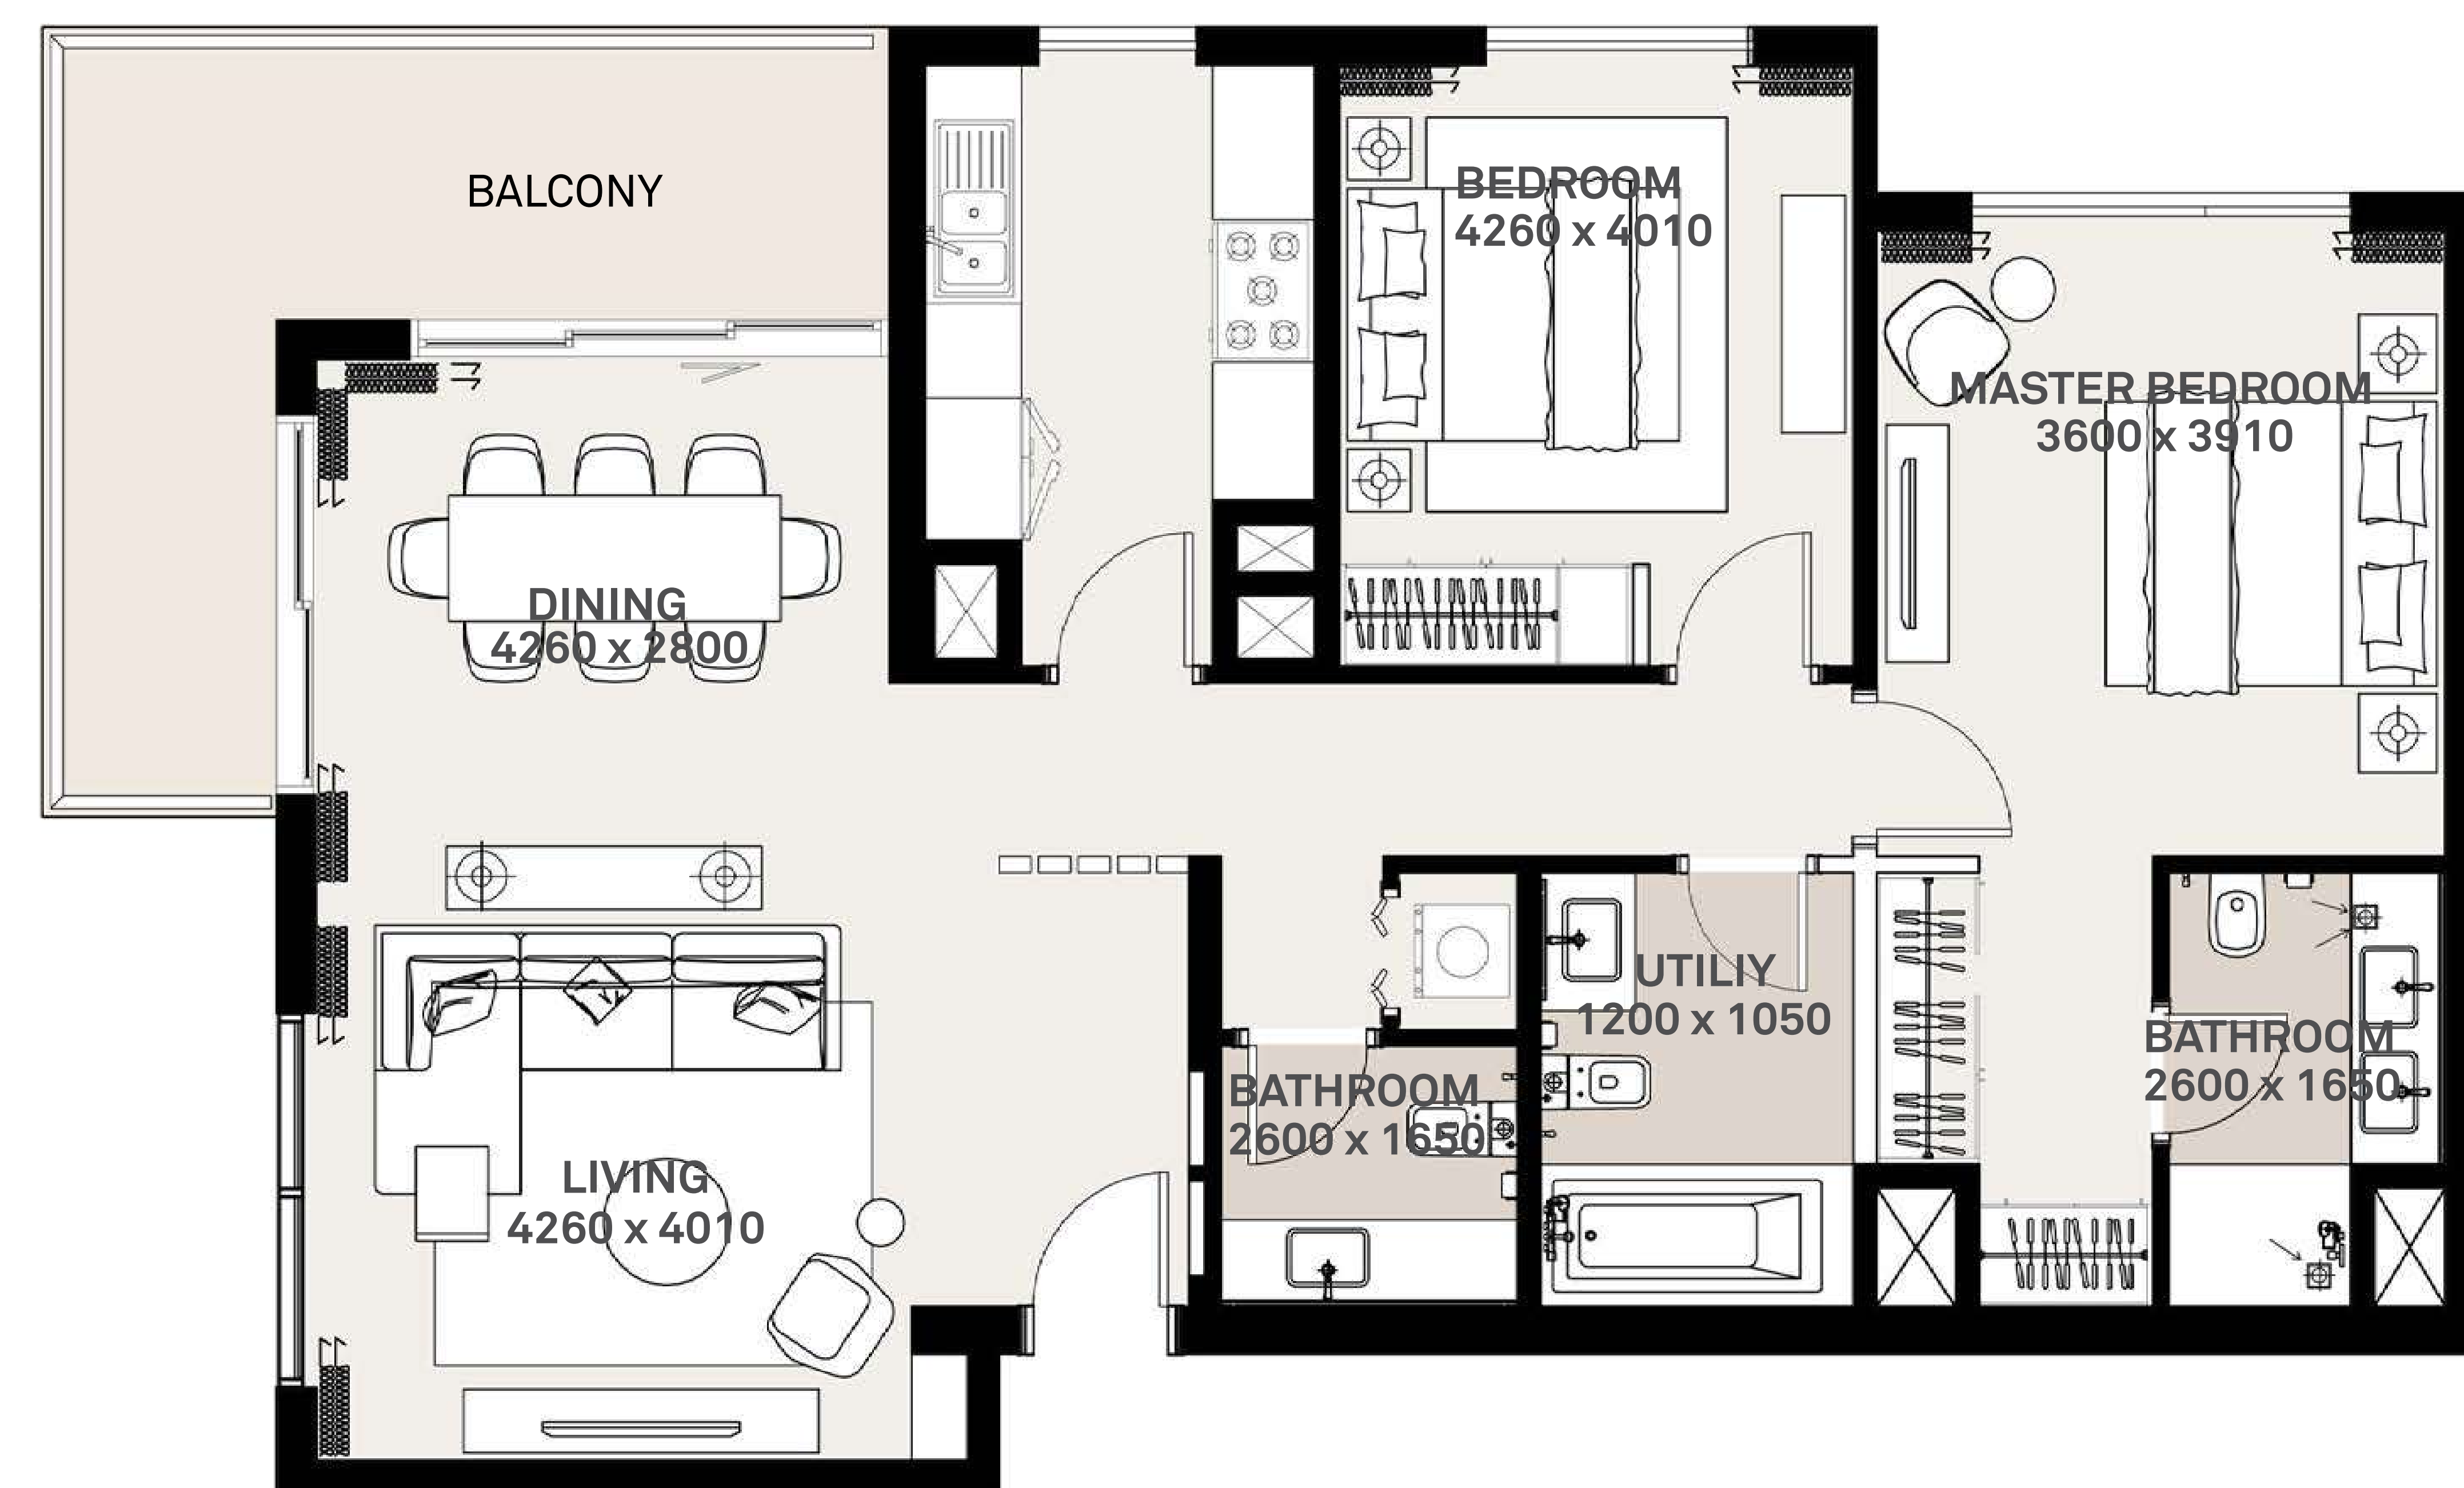 BALCONY
BEDROOM
4260 x 4010
MASTER BEDROOM
3600 x 3910
DINING
4260 x 2800
UTILIY
1200 x 1050
BATHROOM
2600 x 1650
BATHROOM
2600 x 1650
LIVING
4260 x 4010